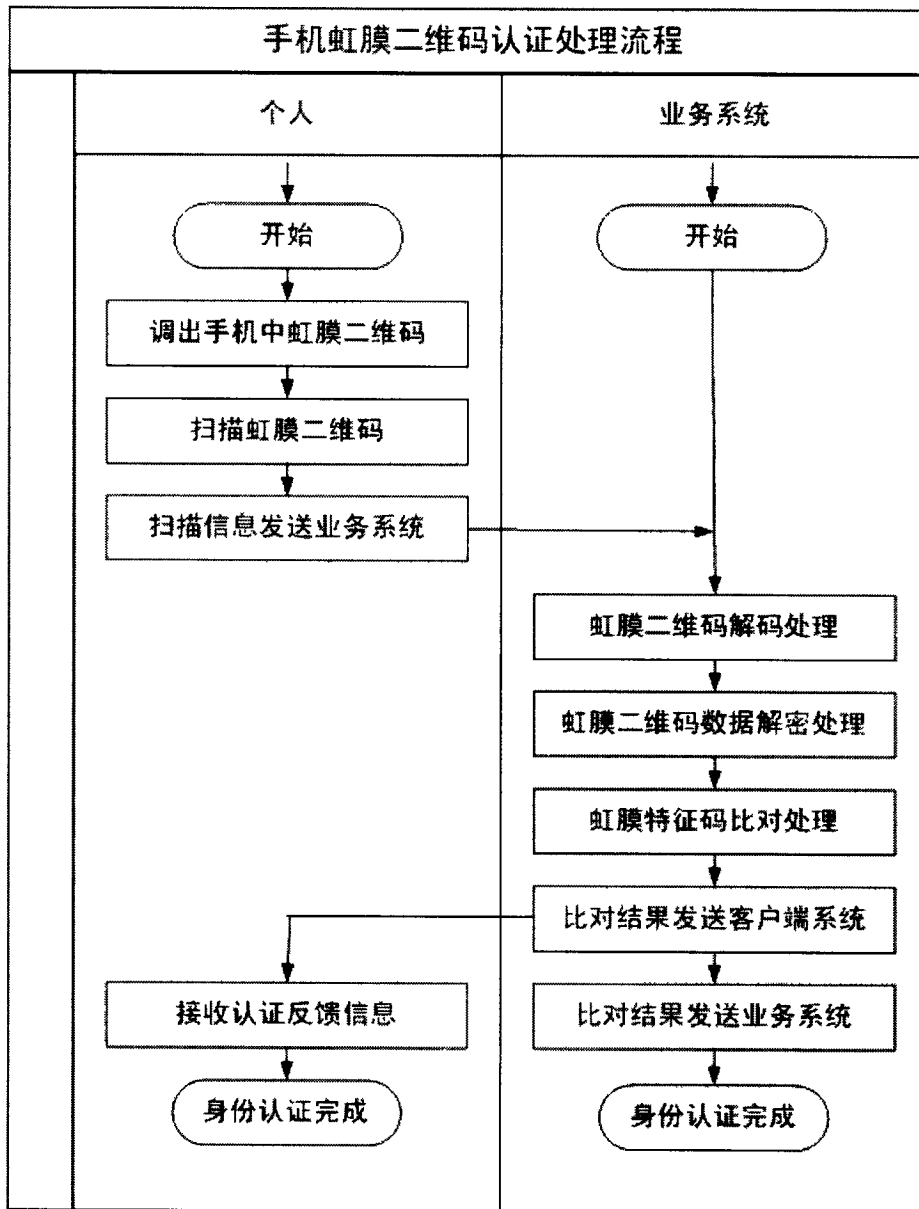 手机虹膜二维码认证处理流程
个人
业务系统
开始
开始
调出手机中虹膜二维码
扫描虹膜二维码
扫描信息发送业务系统
虹膜二维码解码处理
虹膜二维码数据解密处理
虹膜特征码比对处理
比对结果发送客户端系统
接收认证反馈信息
比对结果发送业务系统
身份认证完成
身份认证完成